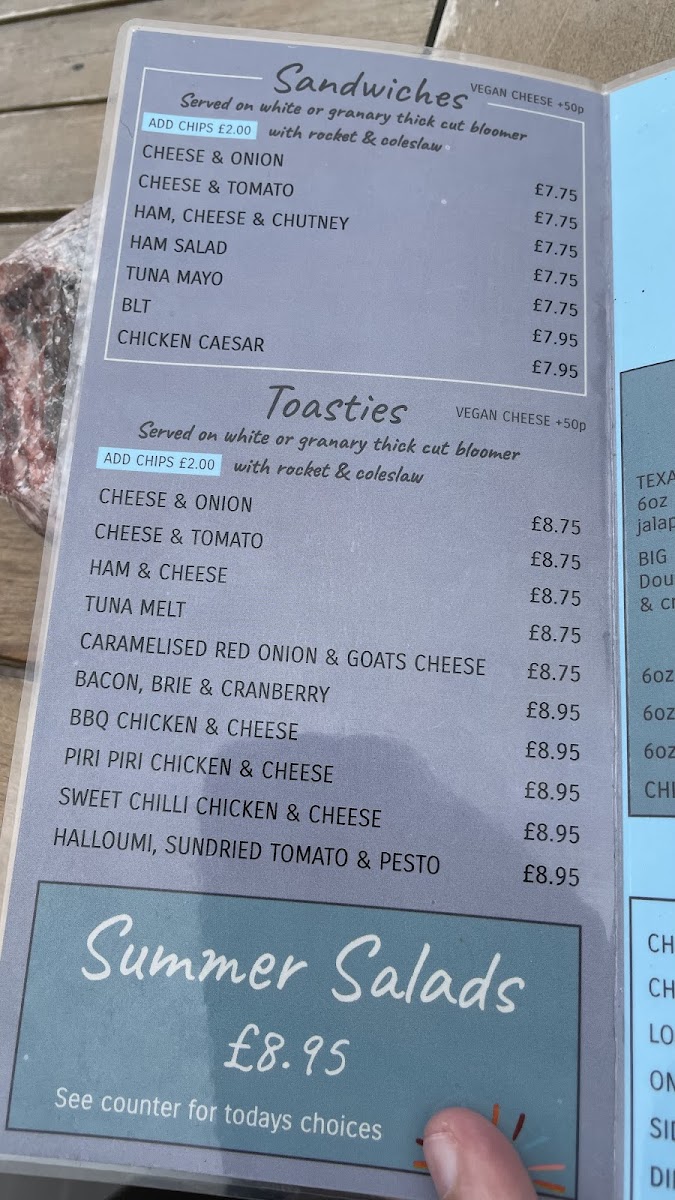 Sandwiches
VEGAN CHEESE +50p
Served on white or granary thick cut bloomer
ADD CHIPS £2.00 with rocket & coleslaw
CHEESE & ONION £7.75
CHEESE & TOMATO £7.75
HAM, CHEESE & CHUTNEY £7.75
HAM SALAD £7.75
TUNA MAYO £7.75
BLT £7.95
CHICKEN CAESAR £7.95
Toasties
VEGAN CHEESE +50p
Served on white or granary thick cut bloomer
ADD CHIPS £2.00 with rocket & coleslaw
CHEESE & ONION £8.75
CHEESE & TOMATO £8.75
HAM & CHEESE £8.75
TUNA MELT £8.75
CARAMELISED RED ONION & GOATS CHEESE £8.75
BACON, BRIE & CRANBERRY £8.95
BBQ CHICKEN & CHEESE £8.95
PIRI PIRI CHICKEN & CHEESE £8.95
SWEET CHILLI CHICKEN & CHEESE £8.95
HALLOUMI, SUNDRIED TOMATO & PESTO £8.95
Summer Salads
£8.95
See counter for todays choices
6oz
BIG
&
6oz
6oz
6oz